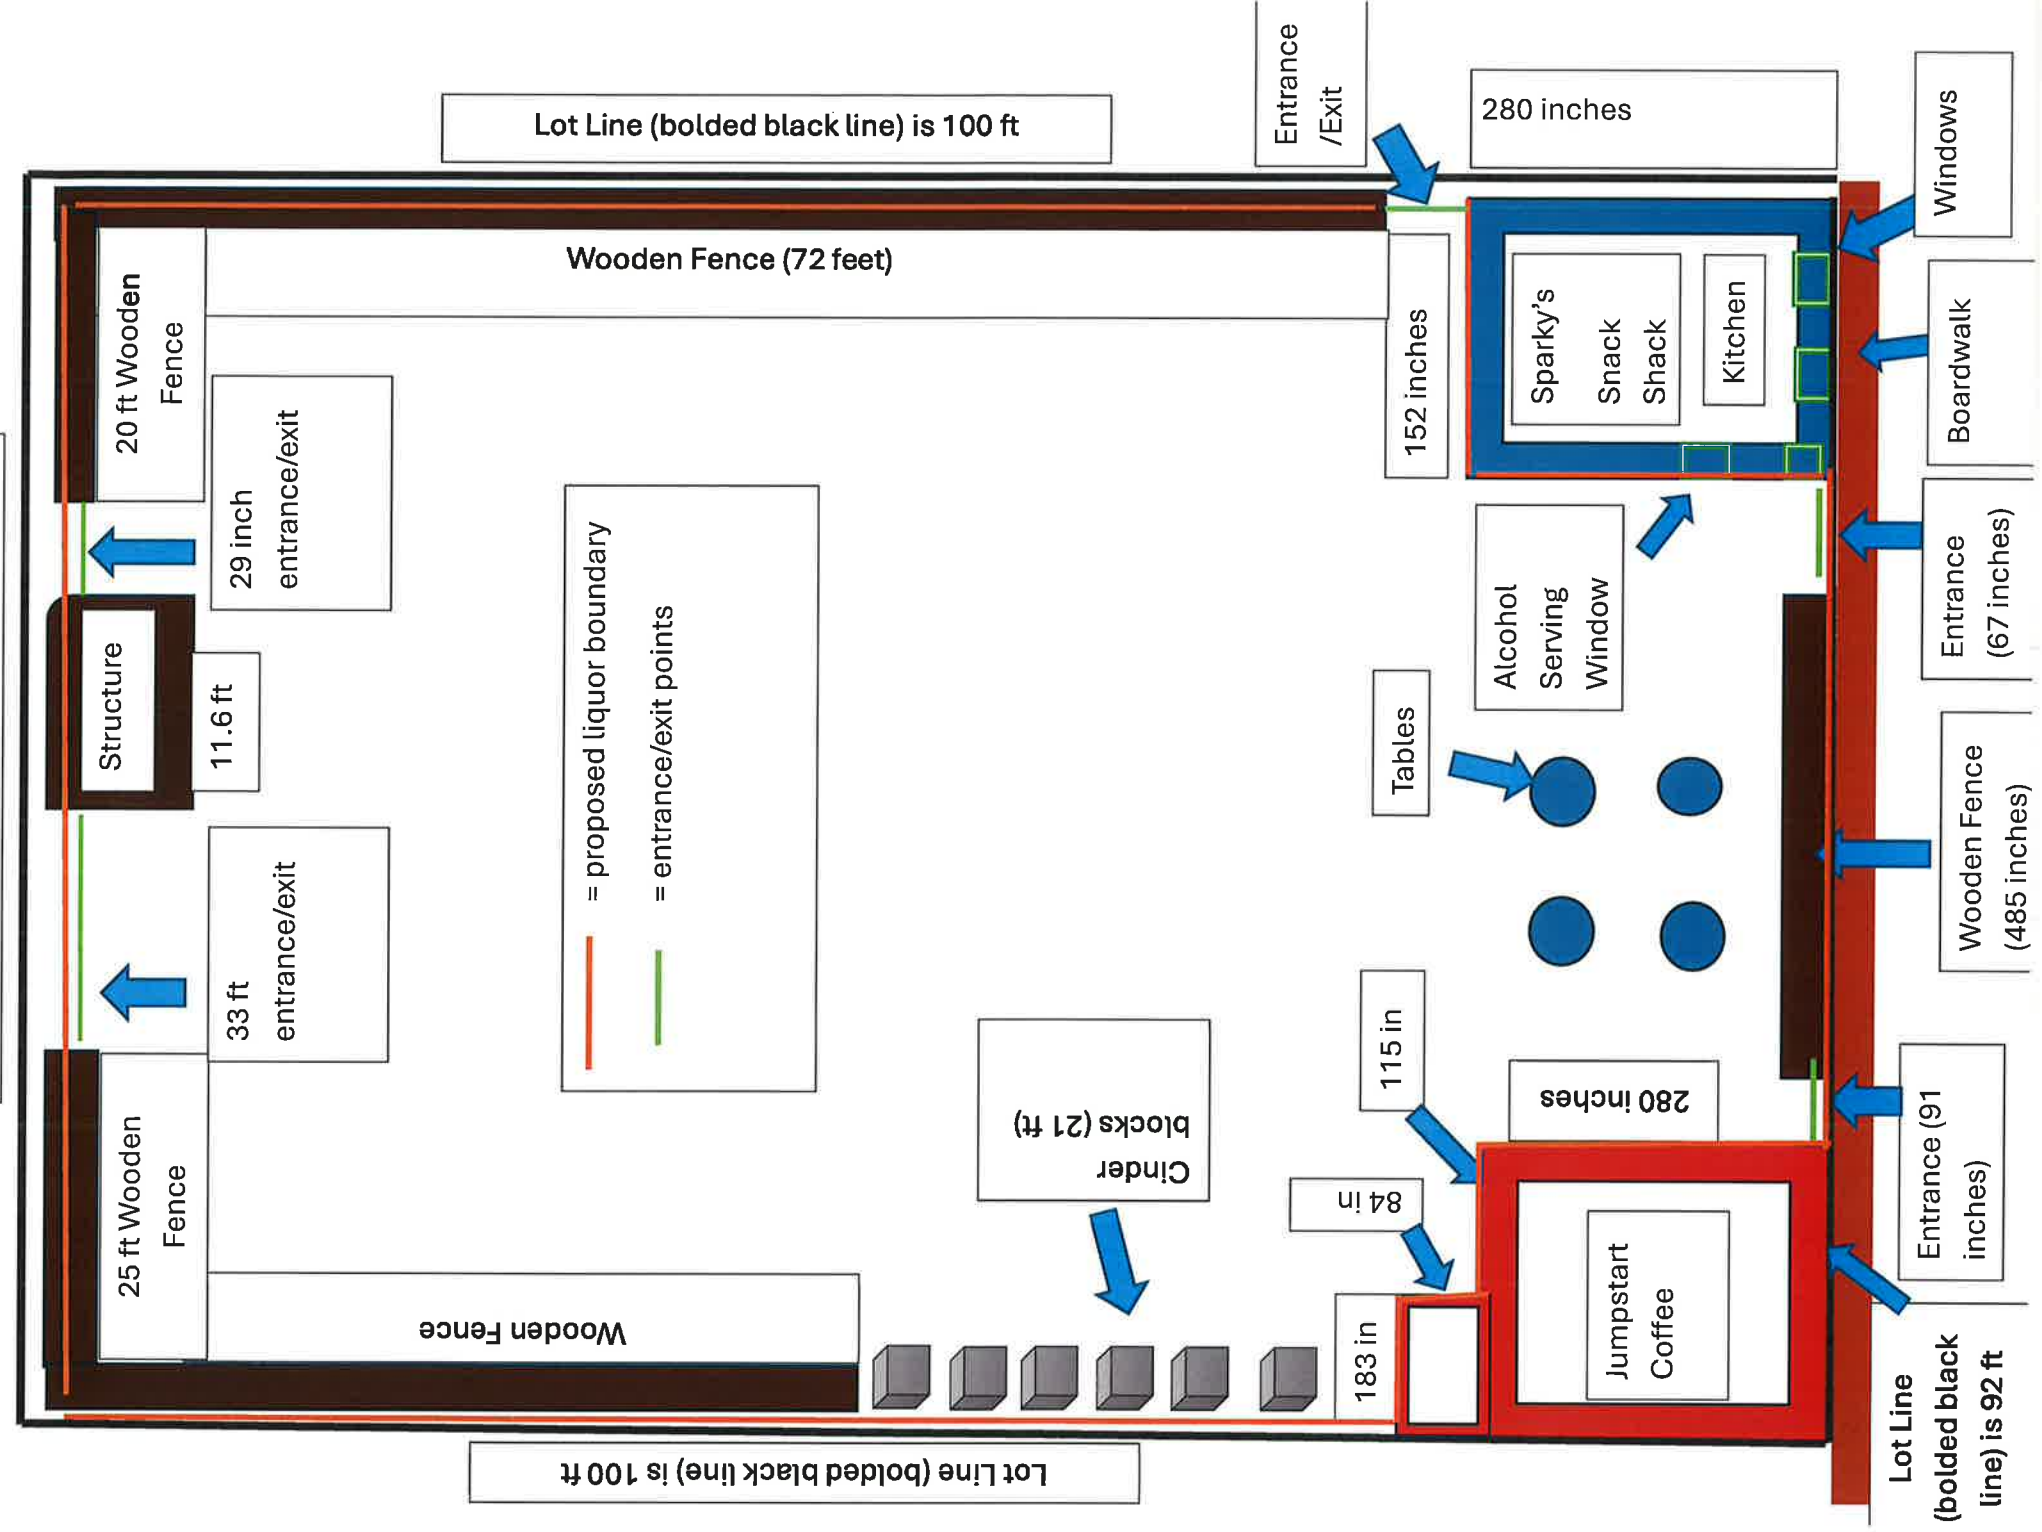 Lot Line (bolded black line) is 100 ft
Entrance
/Exit
280 inches
Windows
Wooden Fence (72 feet)
20 ft Wooden
Fence
29 inch
entrance/exit
152 inches
Sparky's
Snack
Shack
Kitchen
Boardwalk
Structure
11.6 ft
= proposed liquor boundary
= entrance/exit points
Alcohol
Serving
Window
Entrance
(67 inches)
Tables
Wooden Fence
(485 inches)
33 ft
entrance/exit
25 ft Wooden
Fence
Wooden Fence
Cinder
blocks (21 ft)
115 in
84 in
183 in
280 inches
Jumpstart
Coffee
Entrance (91
inches)
Lot Line
(bolded black
line) is 92 ft
Lot Line (bolded black line) is 100 ft